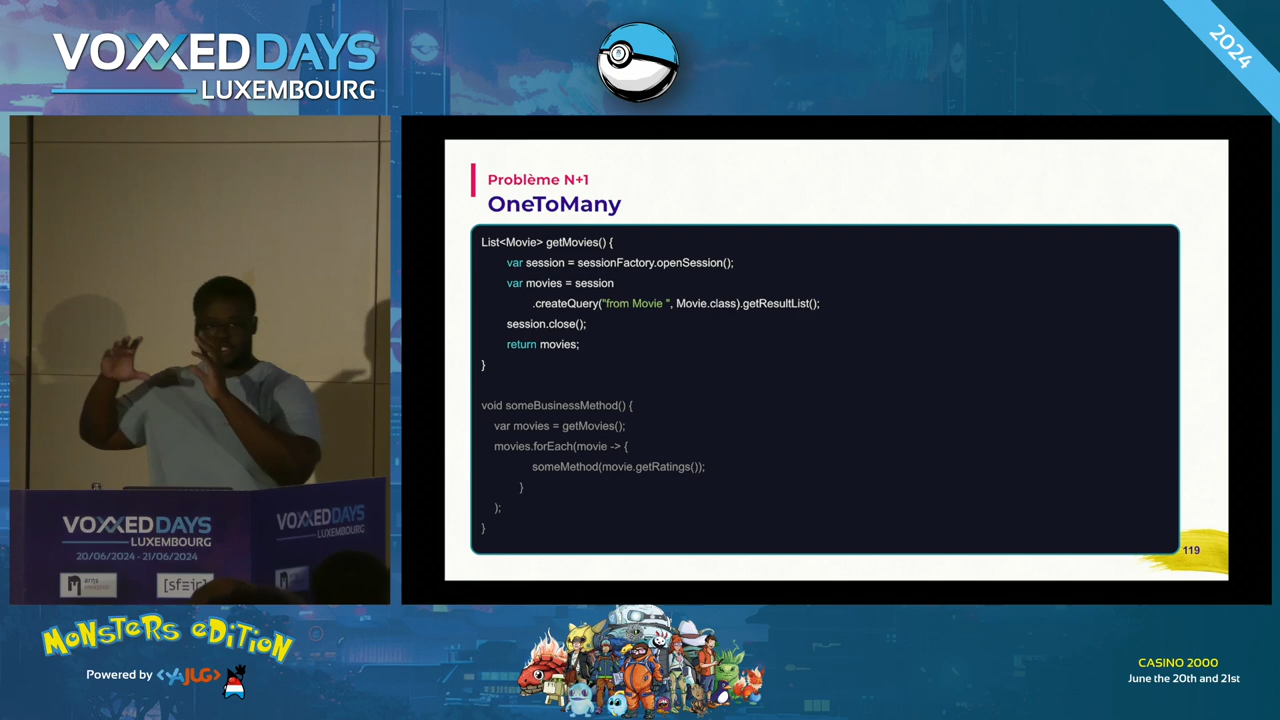 VOXXED DAYS
LUXEMBOURG
2024
Problème N+1
OneToMany
List<Movie> getMovies() {
var session = sessionFactory.openSession();
var movies = session
.createQuery("from Movie ", Movie.class).getResultList();
session.close();
return movies;
}
void someBusinessMethod() {
var movies = getMovies();
movies.forEach(movie -> {
someMethod(movie.getRatings());
}
);
}
119
VOXXED DAYS
LUXEMBOURG
20/06/2024 - 21/06/2024
[sfeir]
VOXXED DAYS
LUXEMBOURG
MONSTERS EDITION
Powered by <YAJUG>
CASINO 2000
June the 20th and 21st